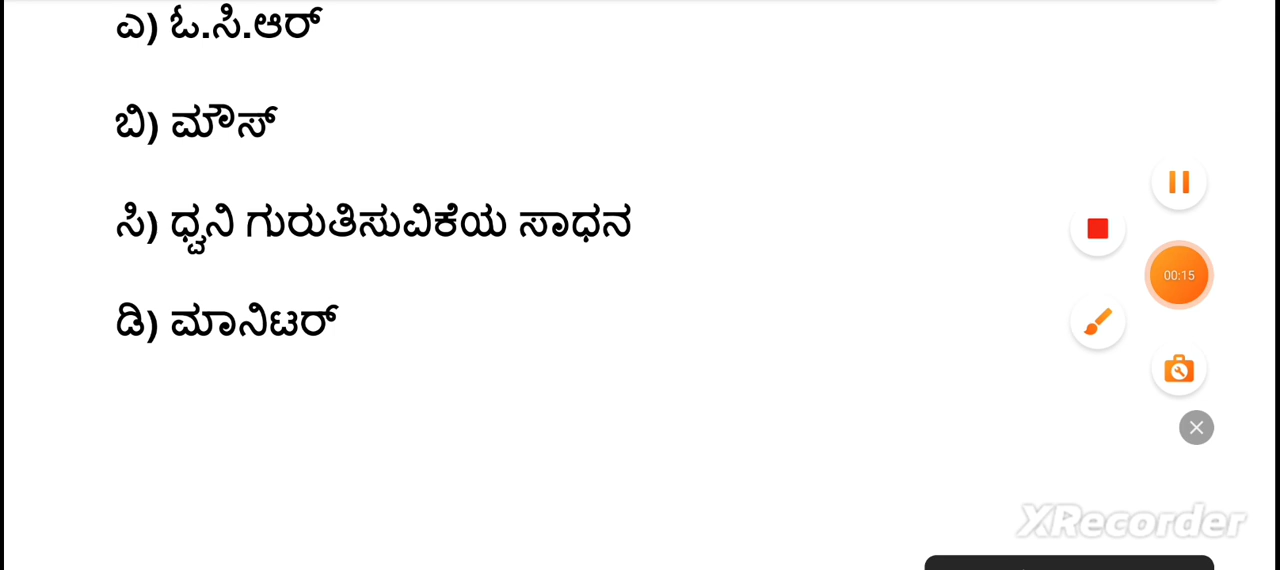 ಎ) ಓ.ಸಿ.ಆರ್
ಬಿ) ಮೌಸ್
ಸಿ) ಧ್ವನಿ ಗುರುತಿಸುವಿಕೆಯ ಸಾಧನ
ಡಿ) ಮಾನಿಟರ್
00:15
XRecorder